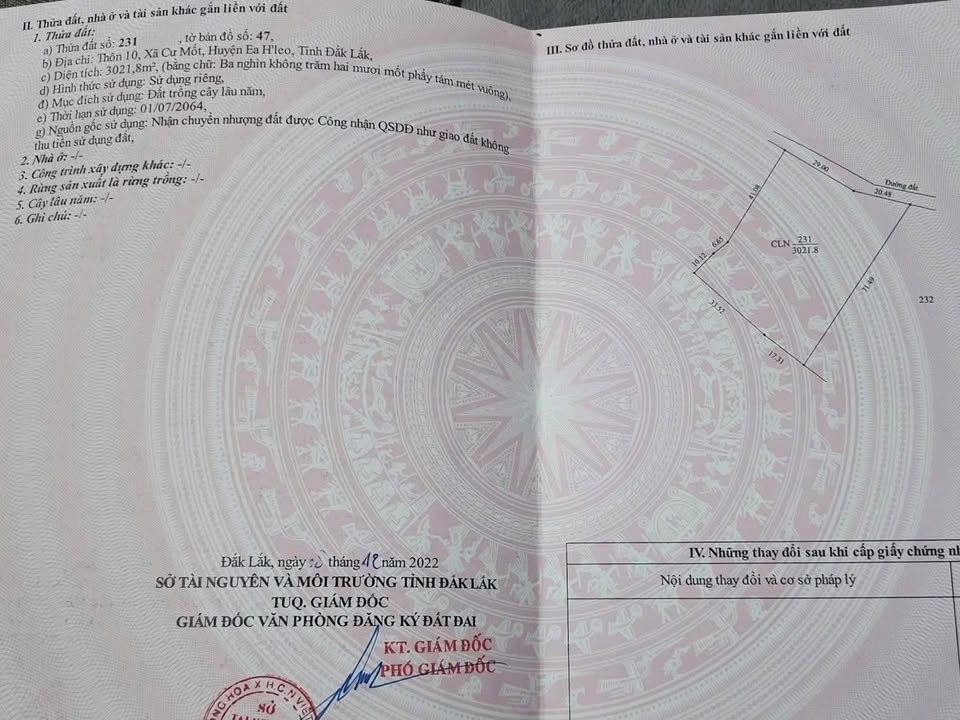 II. Thửa đất, nhà ở và tài sản khác gắn liền với đất
1. Thửa đất:
a) Thửa đất số: 231 , tờ bản đồ số: 47,
b) Địa chỉ: Thôn 10, Xã Cư Mốt, Huyện Ea H'leo, Tỉnh Đắk Lắk,
c) Diện tích: 3021,8m², (bằng chữ: Ba nghìn không trăm hai mươi mốt phẩy tám mét vuông),
d) Hình thức sử dụng: Sử dụng riêng,
đ) Mục đích sử dụng: Đất trồng cây lâu năm,
e) Thời hạn sử dụng: 01/07/2064,
g) Nguồn gốc sử dụng: Nhận chuyển nhượng đất được Công nhận QSDĐ như giao đất không
thu tiền sử dụng đất,
2. Nhà ở: -/-
3. Công trình xây dựng khác: -/-
4. Rừng sản xuất là rừng trồng: -/-
5. Cây lâu năm: -/-
6. Ghi chú: -/-
Đắk Lắk, ngày tháng 12 năm 2022
SỞ TÀI NGUYÊN VÀ MÔI TRƯỜNG TỈNH ĐẮK LẮK
TUQ. GIÁM ĐỐC
GIÁM ĐỐC VĂN PHÒNG ĐĂNG KÝ ĐẤT ĐAI
KT. GIÁM ĐỐC
PHÓ GIÁM ĐỐC
HÒA X.H.C.N VIỆT
SỞ
III. Sơ đồ thửa đất, nhà ở và tài sản khác gắn liền với đất
29.00
Đường đất
20.48
41.98
CLN 231
3021.8
6.65
10.12
71.49
232
33.52
17.31
IV. Những thay đổi sau khi cấp giấy chứng
Nội dung thay đổi và cơ sở pháp lý